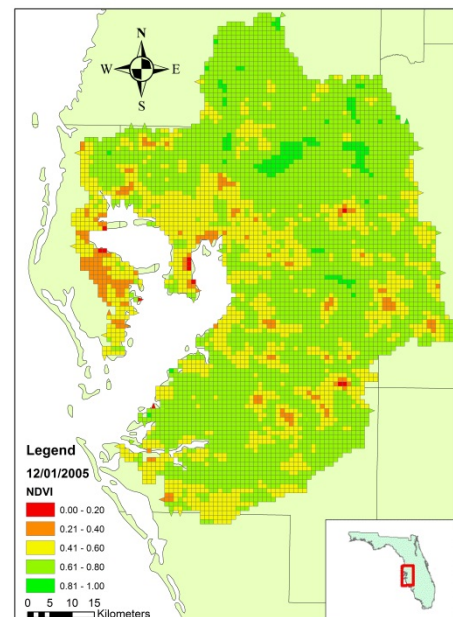 N
W E
S
Legend
12/01/2005
NDVI
0.00 - 0.20
0.21 - 0.40
0.41 - 0.60
0.61 - 0.80
0.81 - 1.00
0 5 10 15
Kilometers